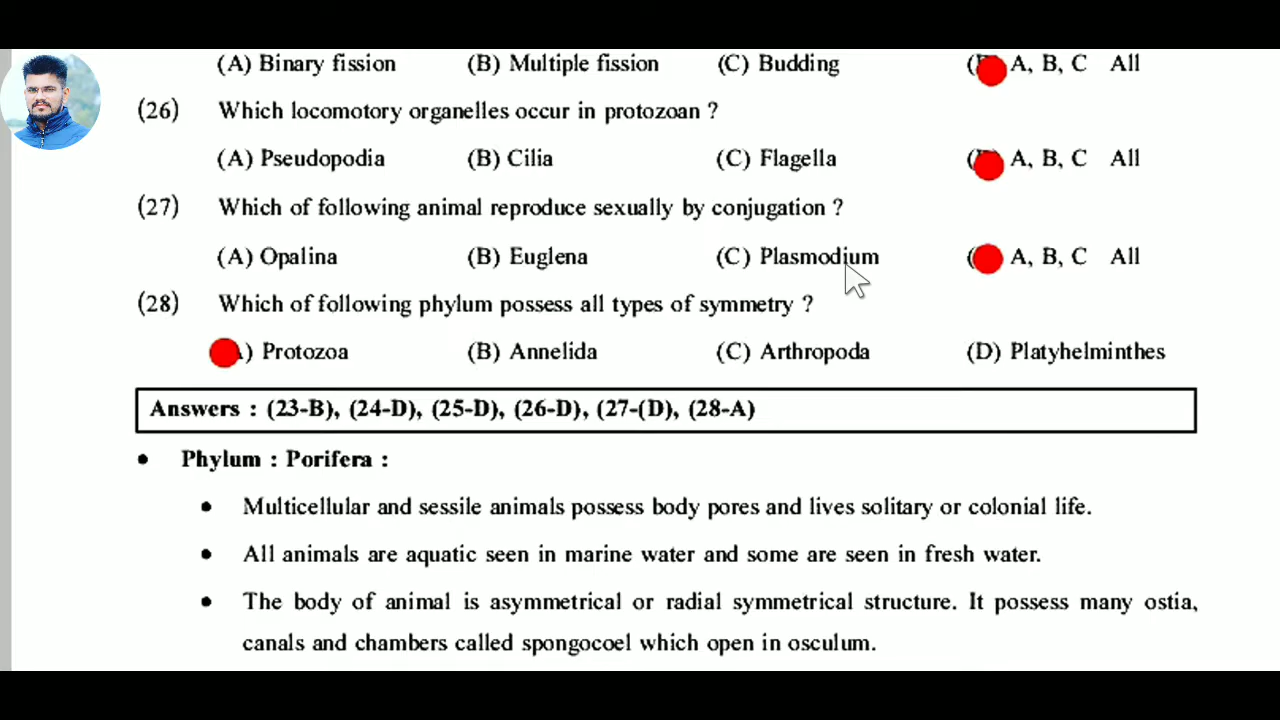 (A) Binary fission (B) Multiple fission (C) Budding A, B, C All
(26) Which locomotory organelles occur in protozoan ?
(A) Pseudopodia (B) Cilia (C) Flagella A, B, C All
(27) Which of following animal reproduce sexually by conjugation ?
(A) Opalina (B) Euglena (C) Plasmodium A, B, C All
(28) Which of following phylum possess all types of symmetry ?
) Protozoa (B) Annelida (C) Arthropoda (D) Platyhelminthes
Answers : (23-B), (24-D), (25-D), (26-D), (27-(D), (28-A)
• Phylum : Porifera :
• Multicellular and sessile animals possess body pores and lives solitary or colonial life.
• All animals are aquatic seen in marine water and some are seen in fresh water.
• The body of animal is asymmetrical or radial symmetrical structure. It possess many ostia,
canals and chambers called spongocoel which open in osculum.